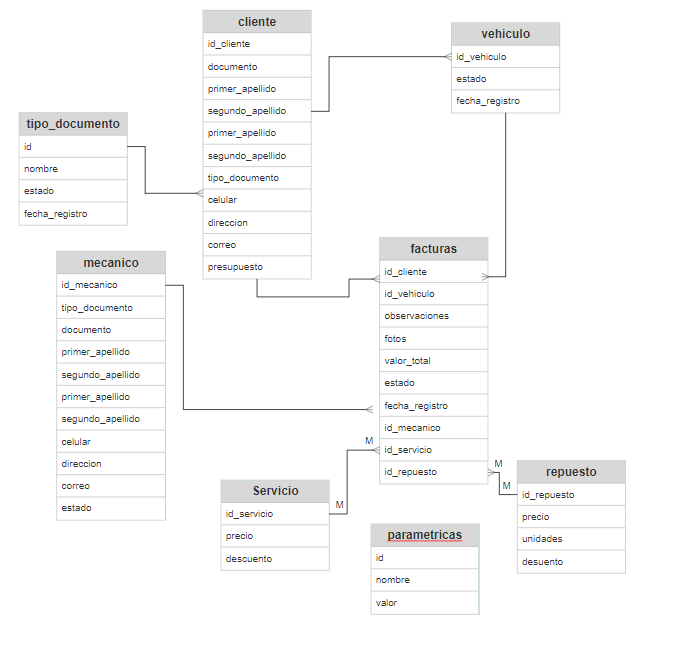 cliente
id_cliente
documento
primer_apellido
segundo_apellido
primer_apellido
segundo_apellido
tipo_documento
celular
direccion
correo
presupuesto
vehiculo
id_vehiculo
estado
fecha_registro
tipo_documento
id
nombre
estado
fecha_registro
mecanico
id_mecanico
tipo_documento
documento
primer_apellido
segundo_apellido
primer_apellido
segundo_apellido
celular
direccion
correo
estado
facturas
id_cliente
id_vehiculo
observaciones
fotos
valor_total
estado
fecha_registro
id_mecanico
id_servicio
id_repuesto
M
M
M
M
Servicio
id_servicio
precio
descuento
repuesto
id_repuesto
precio
unidades
desuento
parametricas
id
nombre
valor